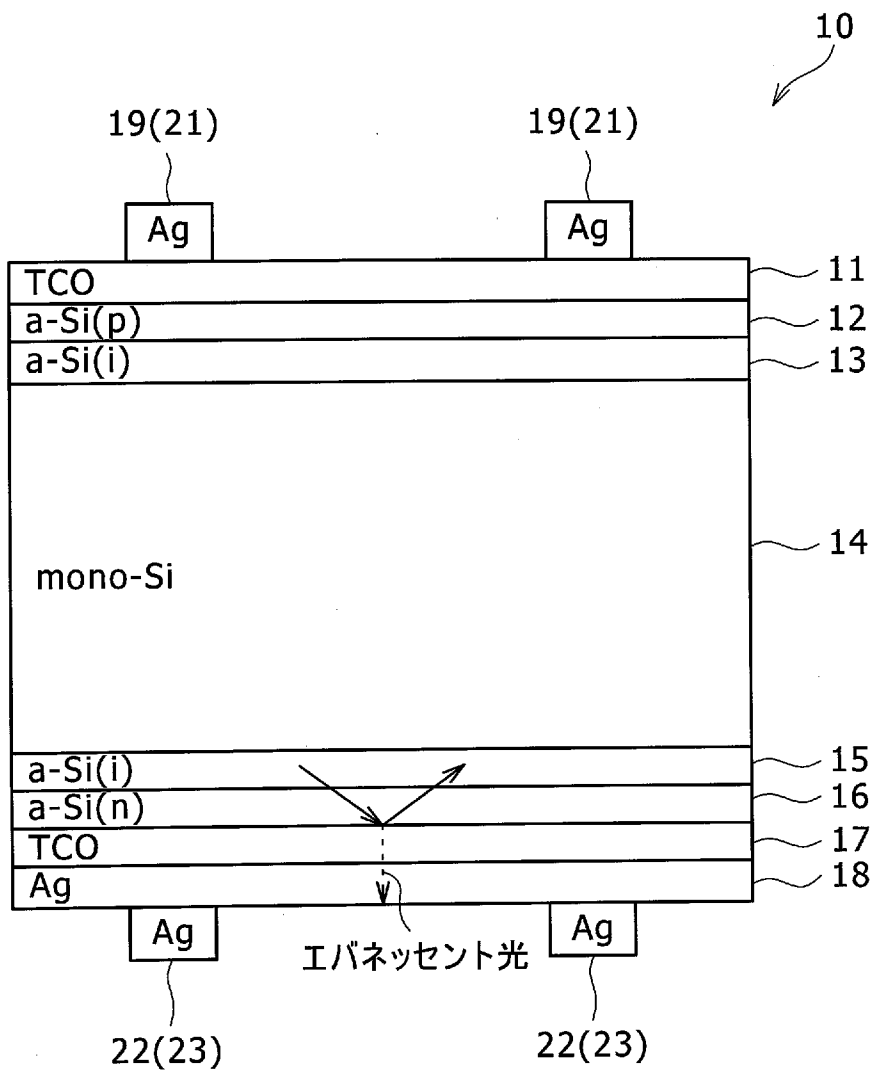 10
19(21)
19(21)
Ag
Ag
TCO
11
a-Si(p)
12
a-Si(i)
13
mono-Si
14
a-Si(i)
15
a-Si(n)
16
TCO
17
Ag
18
Ag
Ag
エバネッセント光
22(23)
22(23)